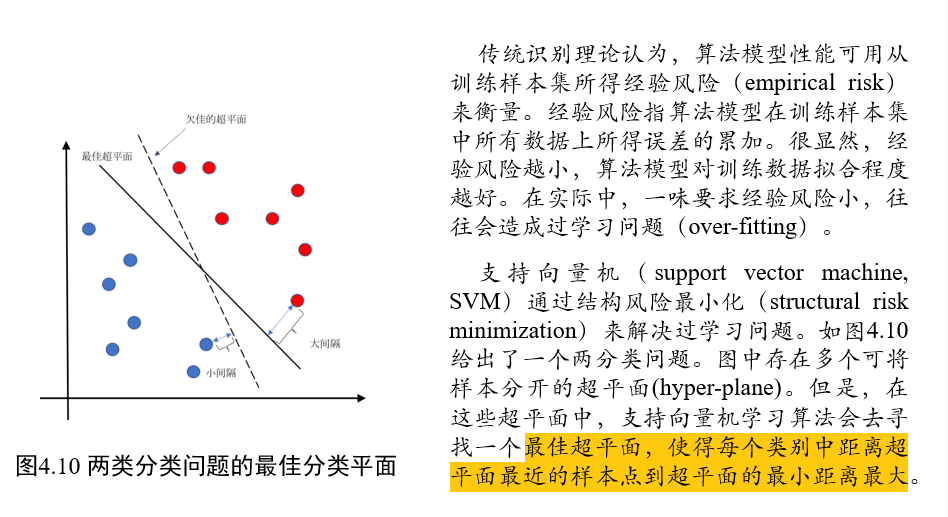 欠佳的超平面
最佳超平面
大间隔
小间隔
图4.10 两类分类问题的最佳分类平面
传统识别理论认为，算法模型性能可用从
训练样本集所得经验风险（empirical risk）
来衡量。经验风险指算法模型在训练样本集
中所有数据上所得误差的累加。很显然，经
验风险越小，算法模型对训练数据拟合程度
越好。在实际中，一味要求经验风险小，往
往会造成过学习问题（over-fitting）。
支持向量机（support vector machine,
SVM）通过结构风险最小化（structural risk
minimization）来解决过学习问题。如图4.10
给出了一个两分类问题。图中存在多个可将
样本分开的超平面(hyper-plane)。但是，在
这些超平面中，支持向量机学习算法会去寻
找一个最佳超平面，使得每个类别中距离超
平面最近的样本点到超平面的最小距离最大。